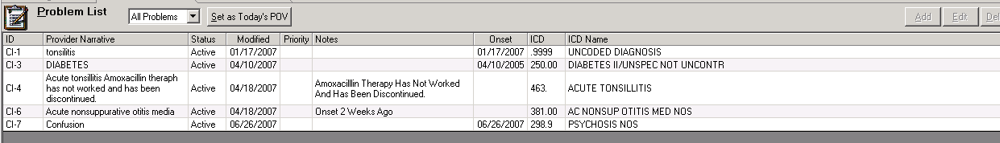 Problem List
All Problems
Set as Today's POV
Add
Edit
Del
ID Provider Narrative Status Modified Priority Notes Onset ICD ICD Name
CI-1 tonsilitis Active 01/17/2007 01/17/2007 .9999 UNCODED DIAGNOSIS
CI-3 DIABETES Active 04/10/2007 04/10/2005 250.00 DIABETES II/UNSPEC NOT UNCONTR
CI-4 Acute tonsillitis Amoxacillin theraph
has not worked and has been
discontinued.
Active 04/18/2007
Amoxacilllin Therapy Has Not Worked
And Has Been Discontinued.
463. ACUTE TONSILLITIS
CI-6 Acute nonsuppurative otitis media Active 04/18/2007 Onset 2 Weeks Ago 381.00 AC NONSUP OTITIS MED NOS
CI-7 Confusion Active 06/26/2007 06/26/2007 298.9 PSYCHOSIS NOS